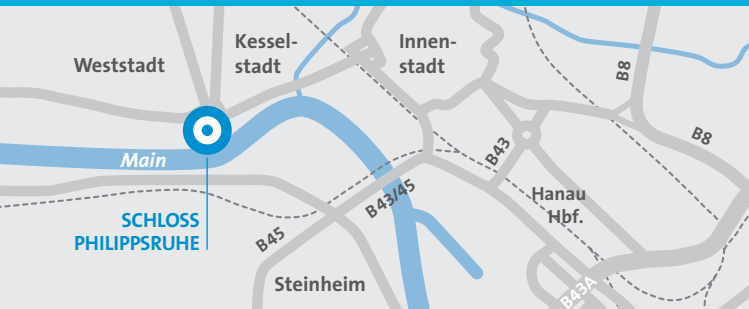 Weststadt
Kessel-
stadt
Innen-
stadt
B8
B8
Main
B43
B43/45
Hanau
Hbf.
SCHLOSS
PHILIPPSRUHE
B45
Steinheim
B43A